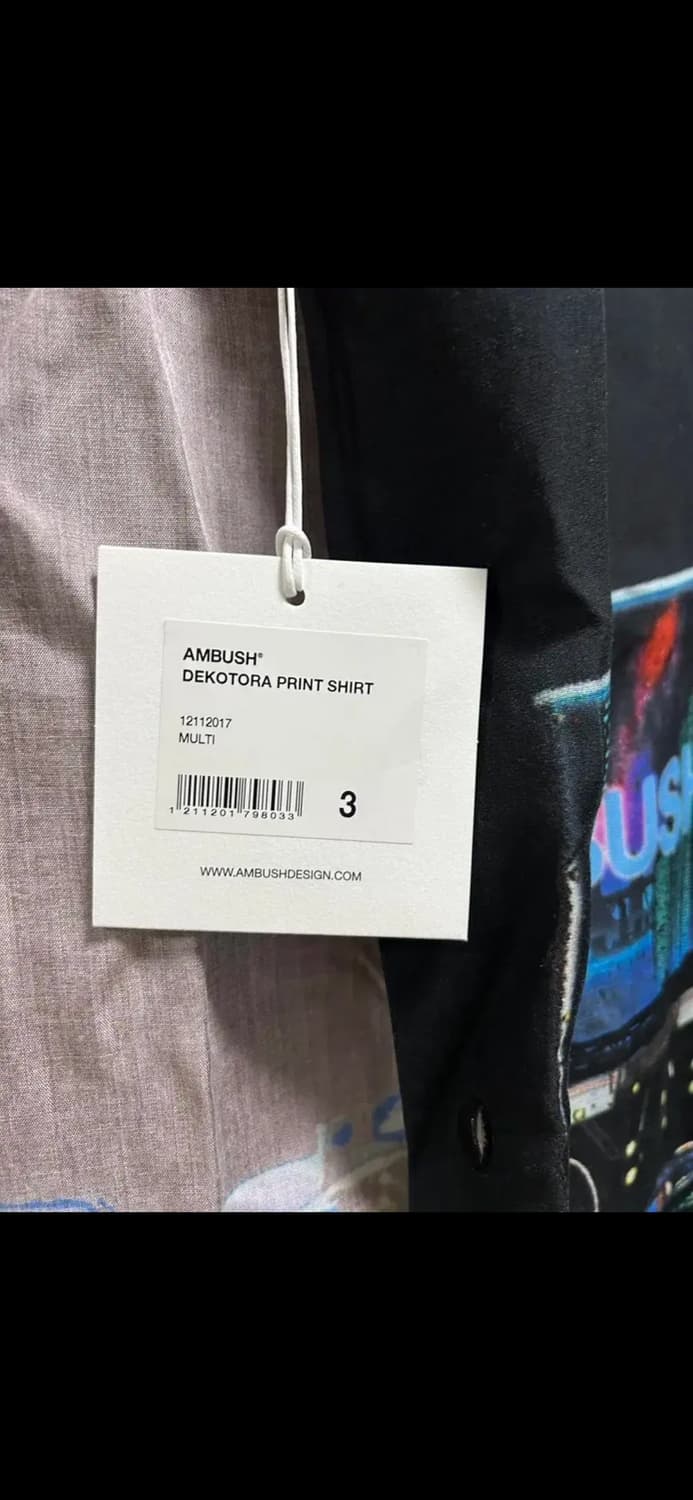 AMBUSH®
DEKOTORA PRINT SHIRT
12112017
MULTI
1 211201 798033
3
WWW.AMBUSHDESIGN.COM
USH